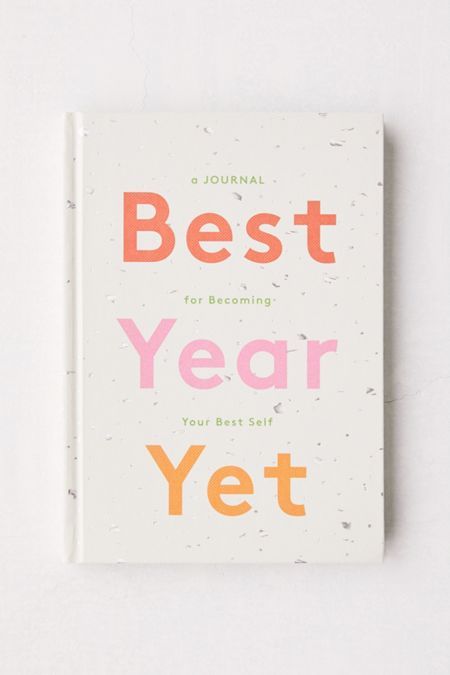 a JOURNAL
Best
for Becoming
Year
Your Best Self
Yet